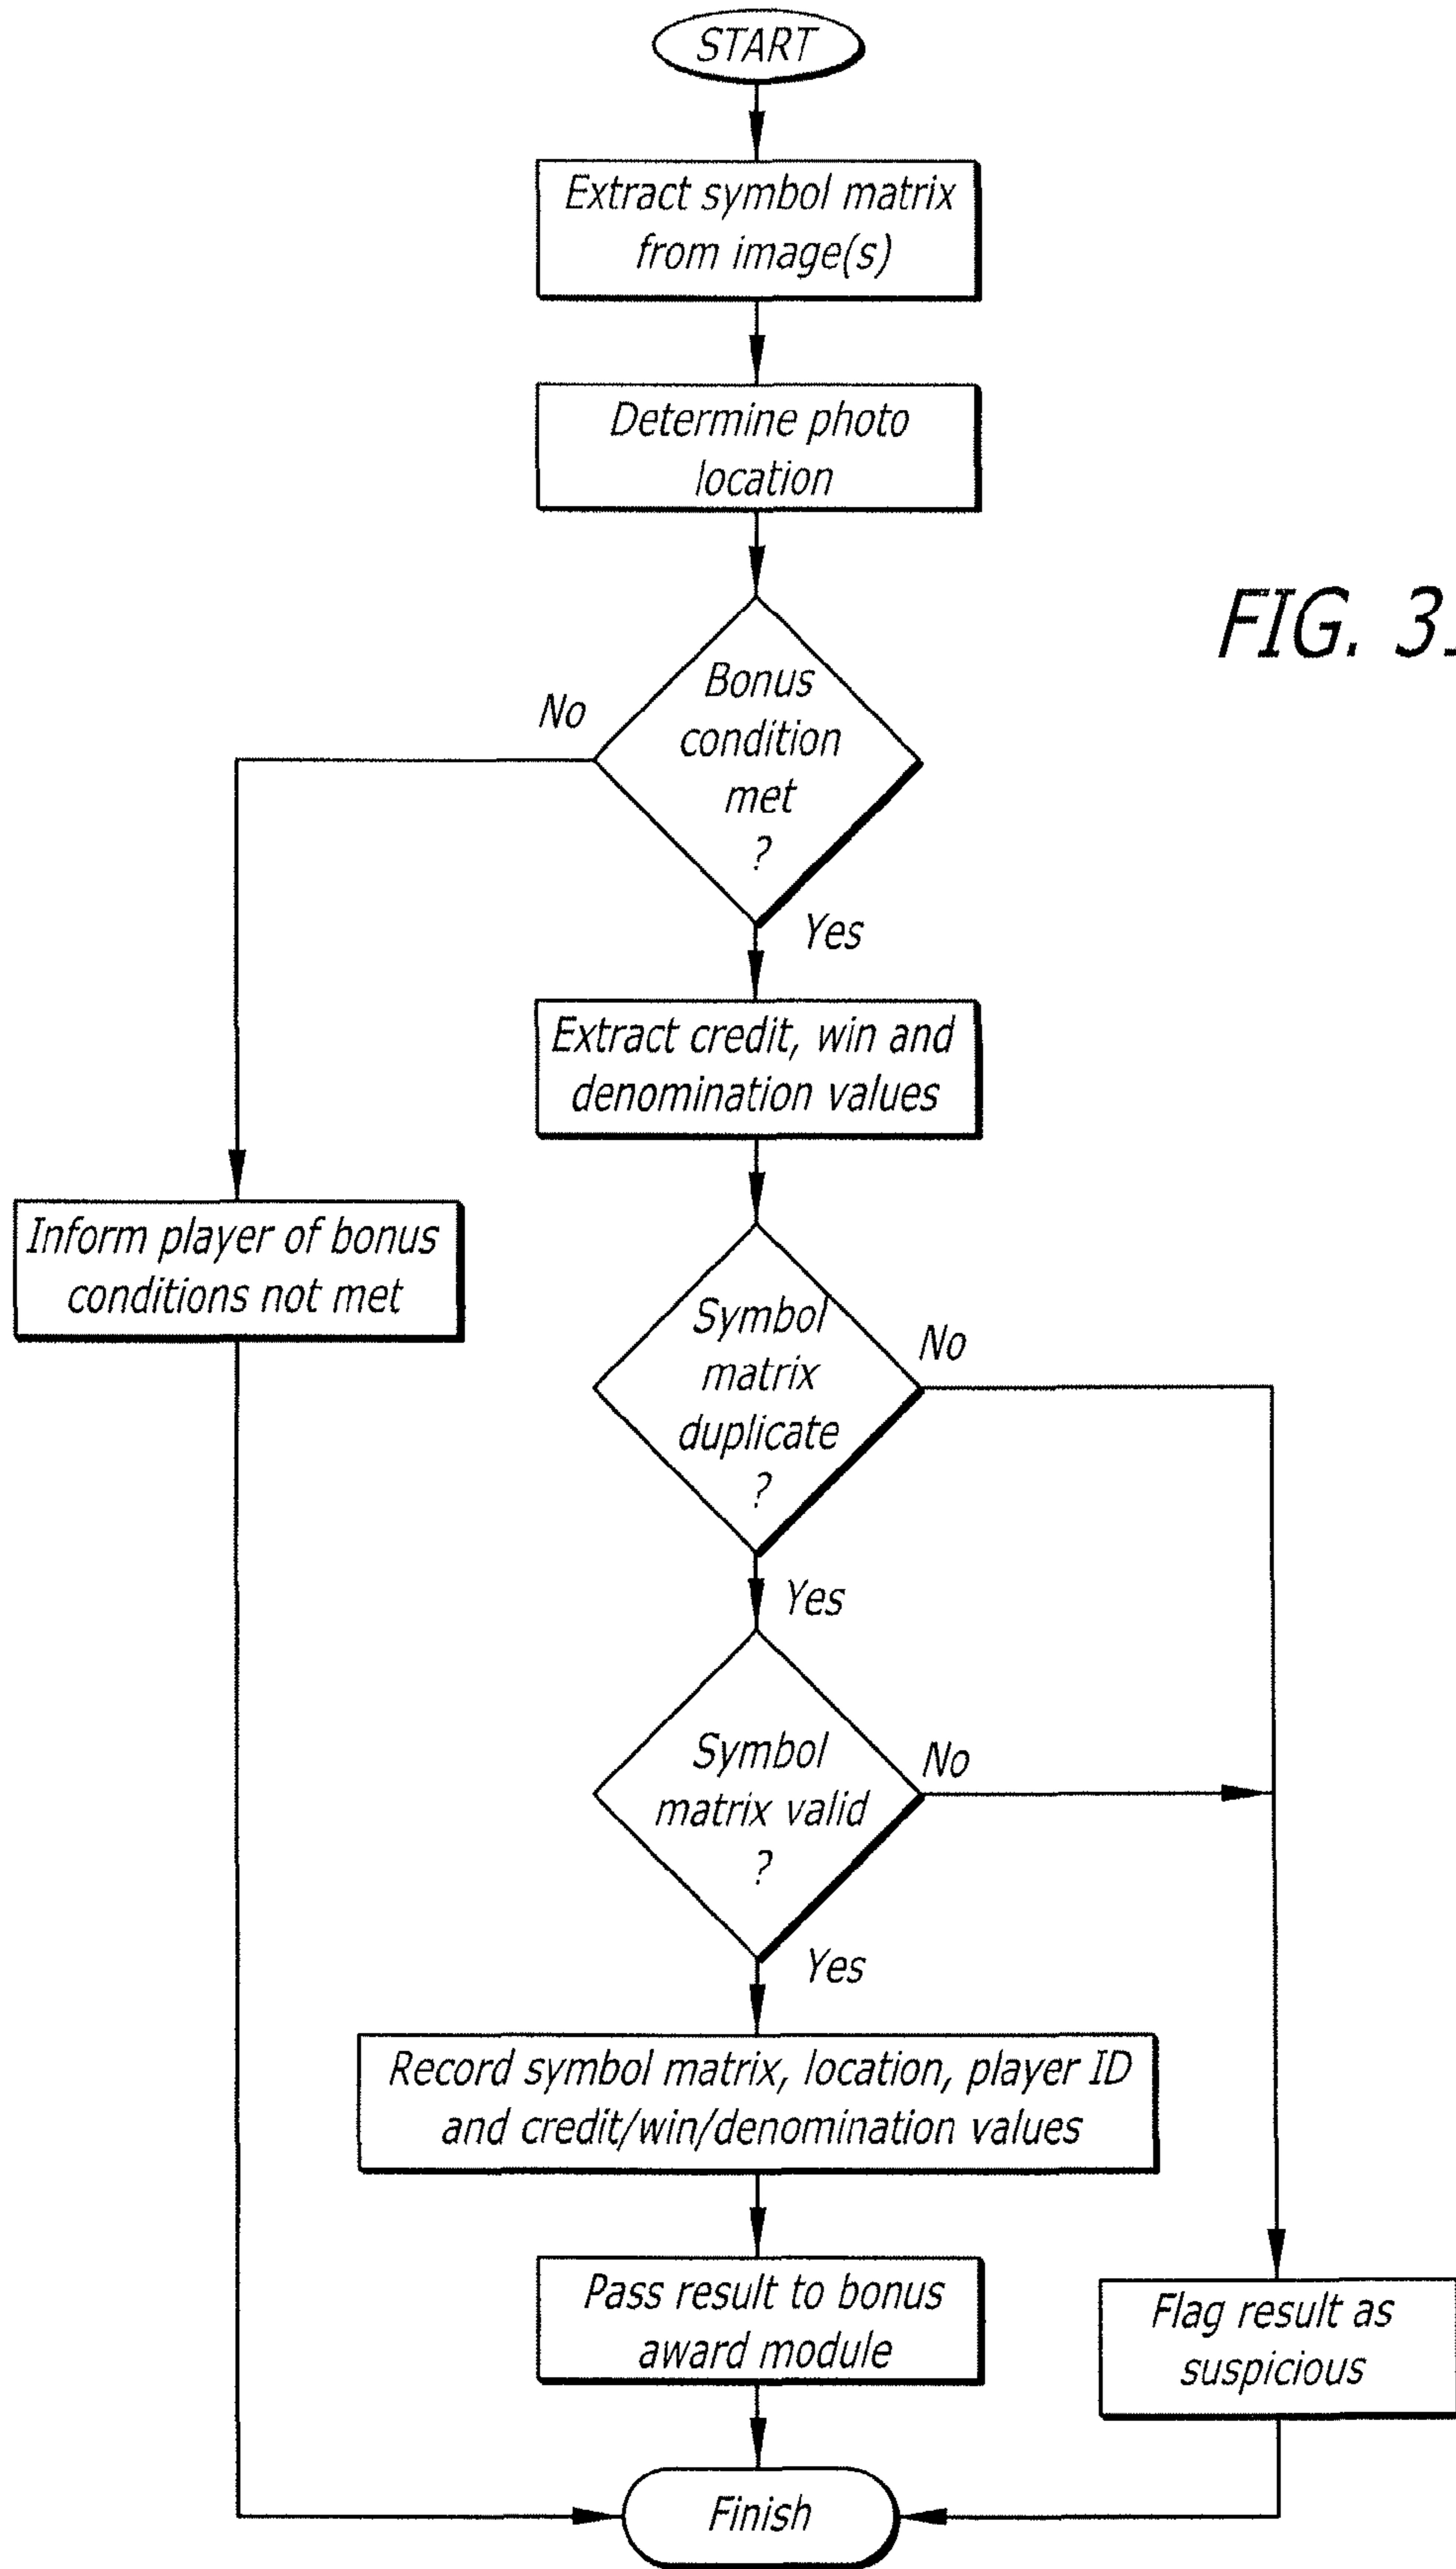 START
Extract symbol matrix
from image(s)
Determine photo
location
FIG. 3
Bonus
condition
met
?
No
Yes
Extract credit, win and
denomination values
Inform player of bonus
conditions not met
Symbol
matrix
duplicate
?
No
Yes
Symbol
matrix valid
?
No
Yes
Record symbol matrix, location, player ID
and credit/win/denomination values
Pass result to bonus
award module
Flag result as
suspicious
Finish